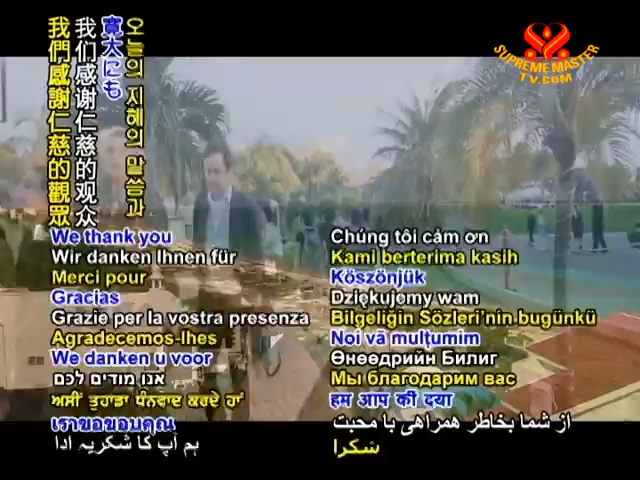 我們感謝仁慈的觀眾
我们感谢仁慈的观众
寛大にも
오늘의 지혜의 말씀과
SUPREME MASTER
TV.COM
We thank you
Wir danken Ihnen für
Merci pour
Gracias
Grazie per la vostra presenza
Agradecemos-lhes
We danken u voor
אנו מודים לכם
ਅਸੀਂ ਤੁਹਾਡਾ ਧੰਨਵਾਦ ਕਰਦੇ ਹਾਂ
เราขอขอบคุณ
ہم آپ کا شکریہ ادا
Chúng tôi cảm ơn
Kami berterima kasih
Köszönjük
Dziękujemy wam
Bilgeliğin Sözleri'nin bugünkü
Noi vă mulţumim
Өнөөдрийн Билиг
Мы благодарим вас
हम आप की दया
از شما بخاطر همراهی با محبت
شكرا